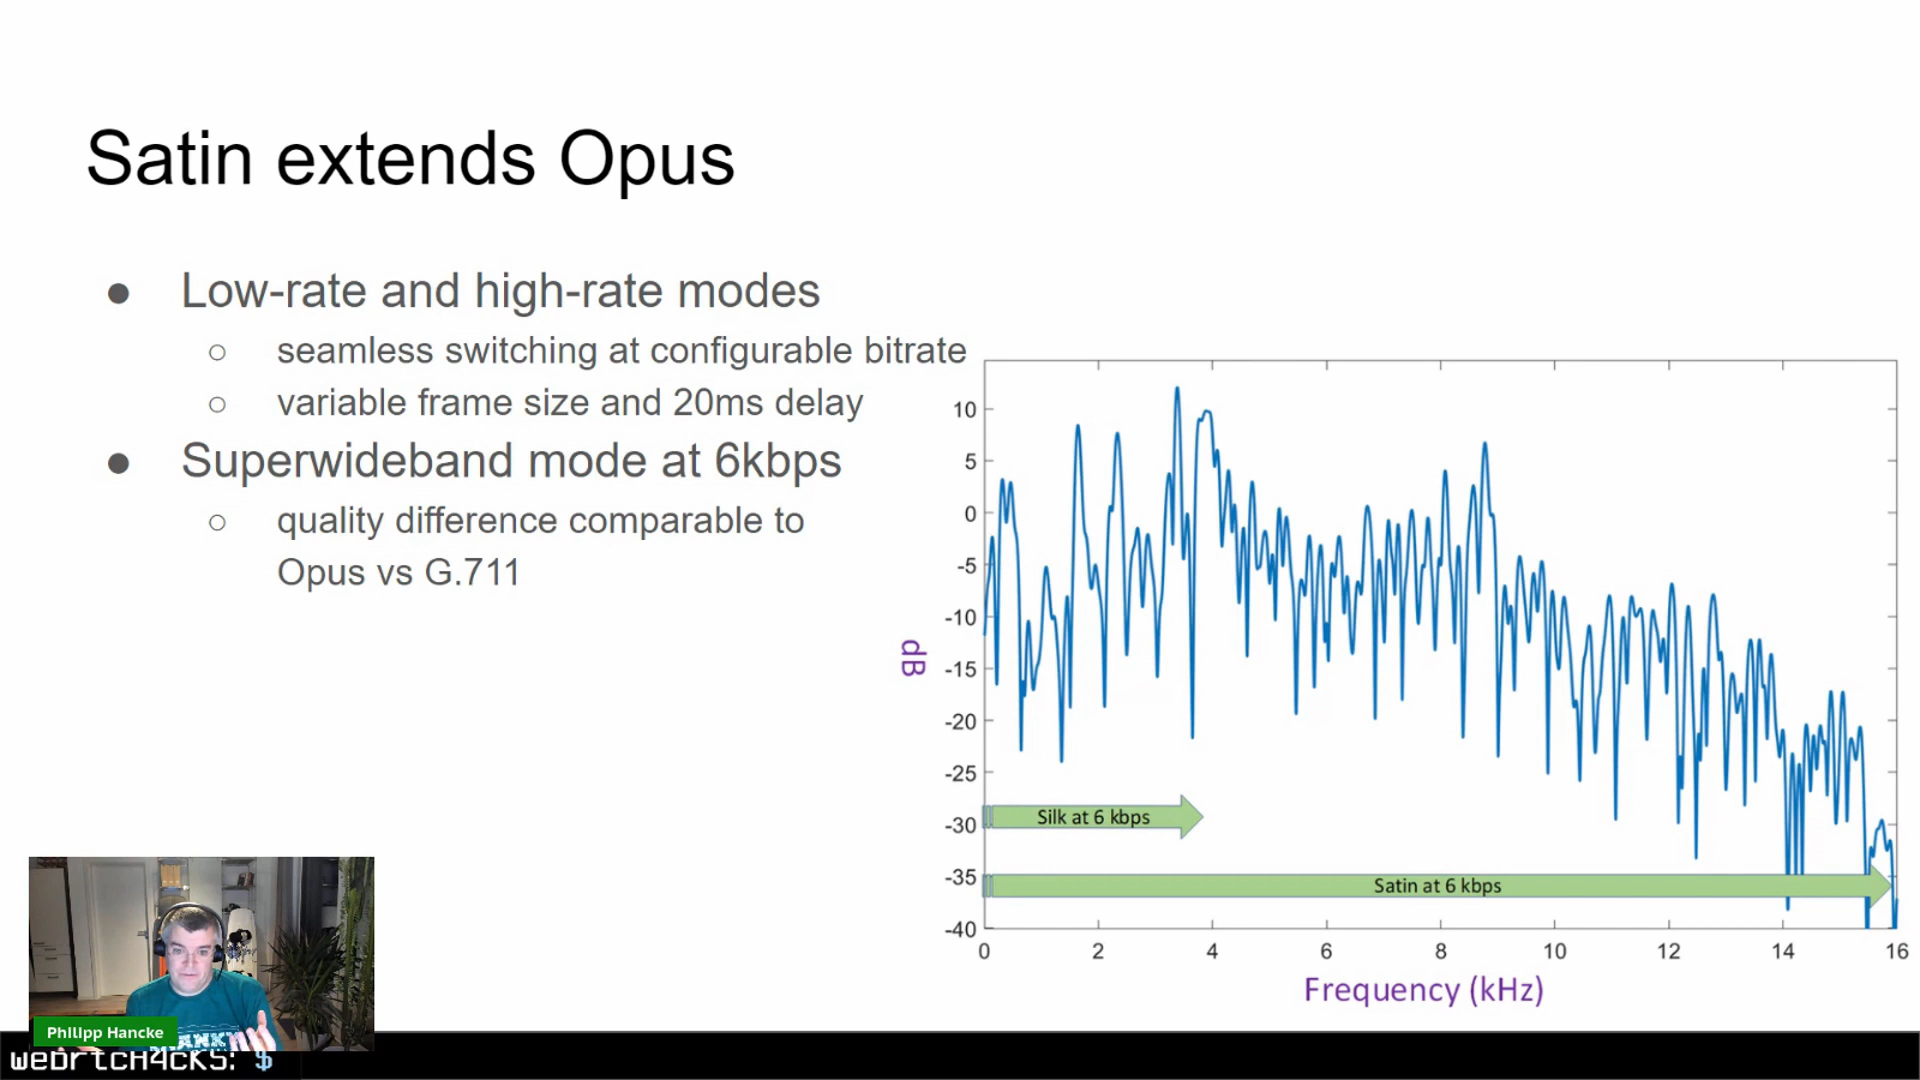 Satin extends Opus
● Low-rate and high-rate modes
○ seamless switching at configurable bitrate
○ variable frame size and 20ms delay
● Superwideband mode at 6kbps
○ quality difference comparable to
Opus vs G.711
10
5
0
-5
-10
-15
-20
-25
-30
-35
-40
dB
Silk at 6 kbps
Satin at 6 kbps
0 2 4 6 8 10 12 14 16
Frequency (kHz)
Philipp Hancke
webrtcH4cKS: $